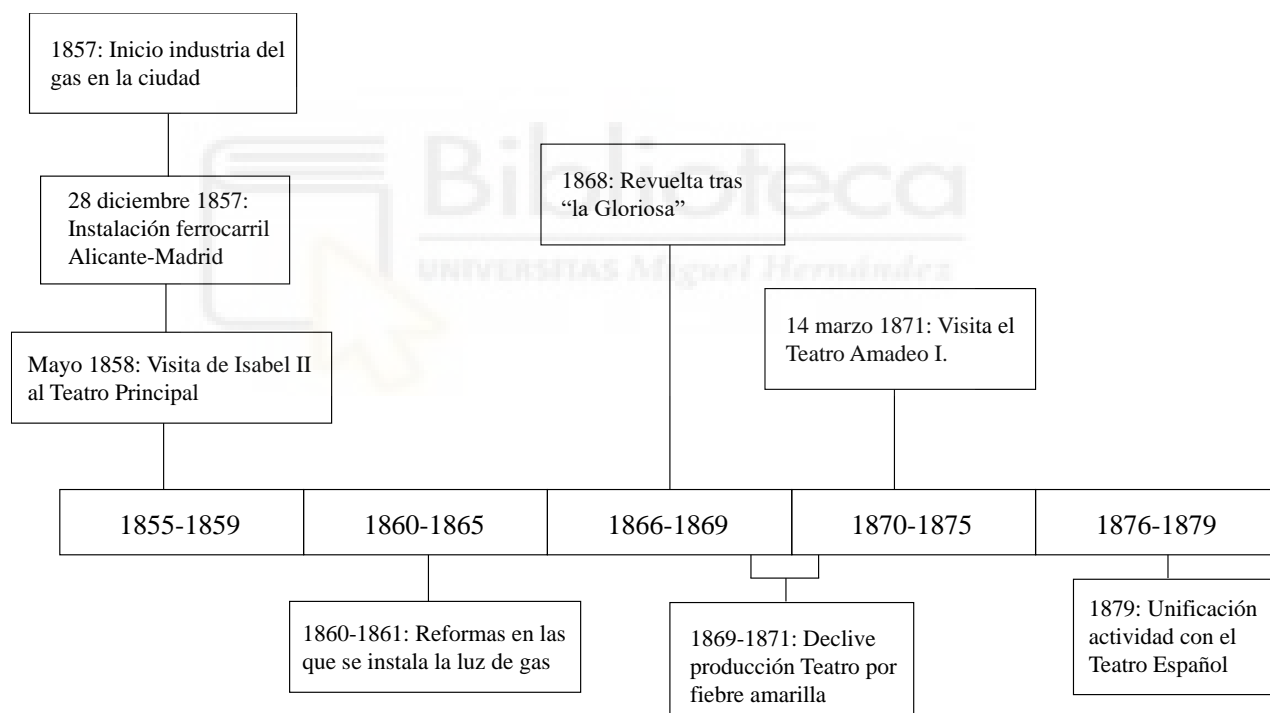 1857: Inicio industria del
gas en la ciudad
Biblioteca
UNIVERSITAS Miguel Hernández
28 diciembre 1857:
Instalación ferrocarril
Alicante-Madrid
1868: Revuelta tras
“la Gloriosa”
Mayo 1858: Visita de Isabel II
al Teatro Principal
14 marzo 1871: Visita el
Teatro Amadeo I.
1855-1859
1860-1865
1866-1869
1870-1875
1876-1879
1860-1861: Reformas en las
que se instala la luz de gas
1869-1871: Declive
producción Teatro por
fiebre amarilla
1879: Unificación
actividad con el
Teatro Español